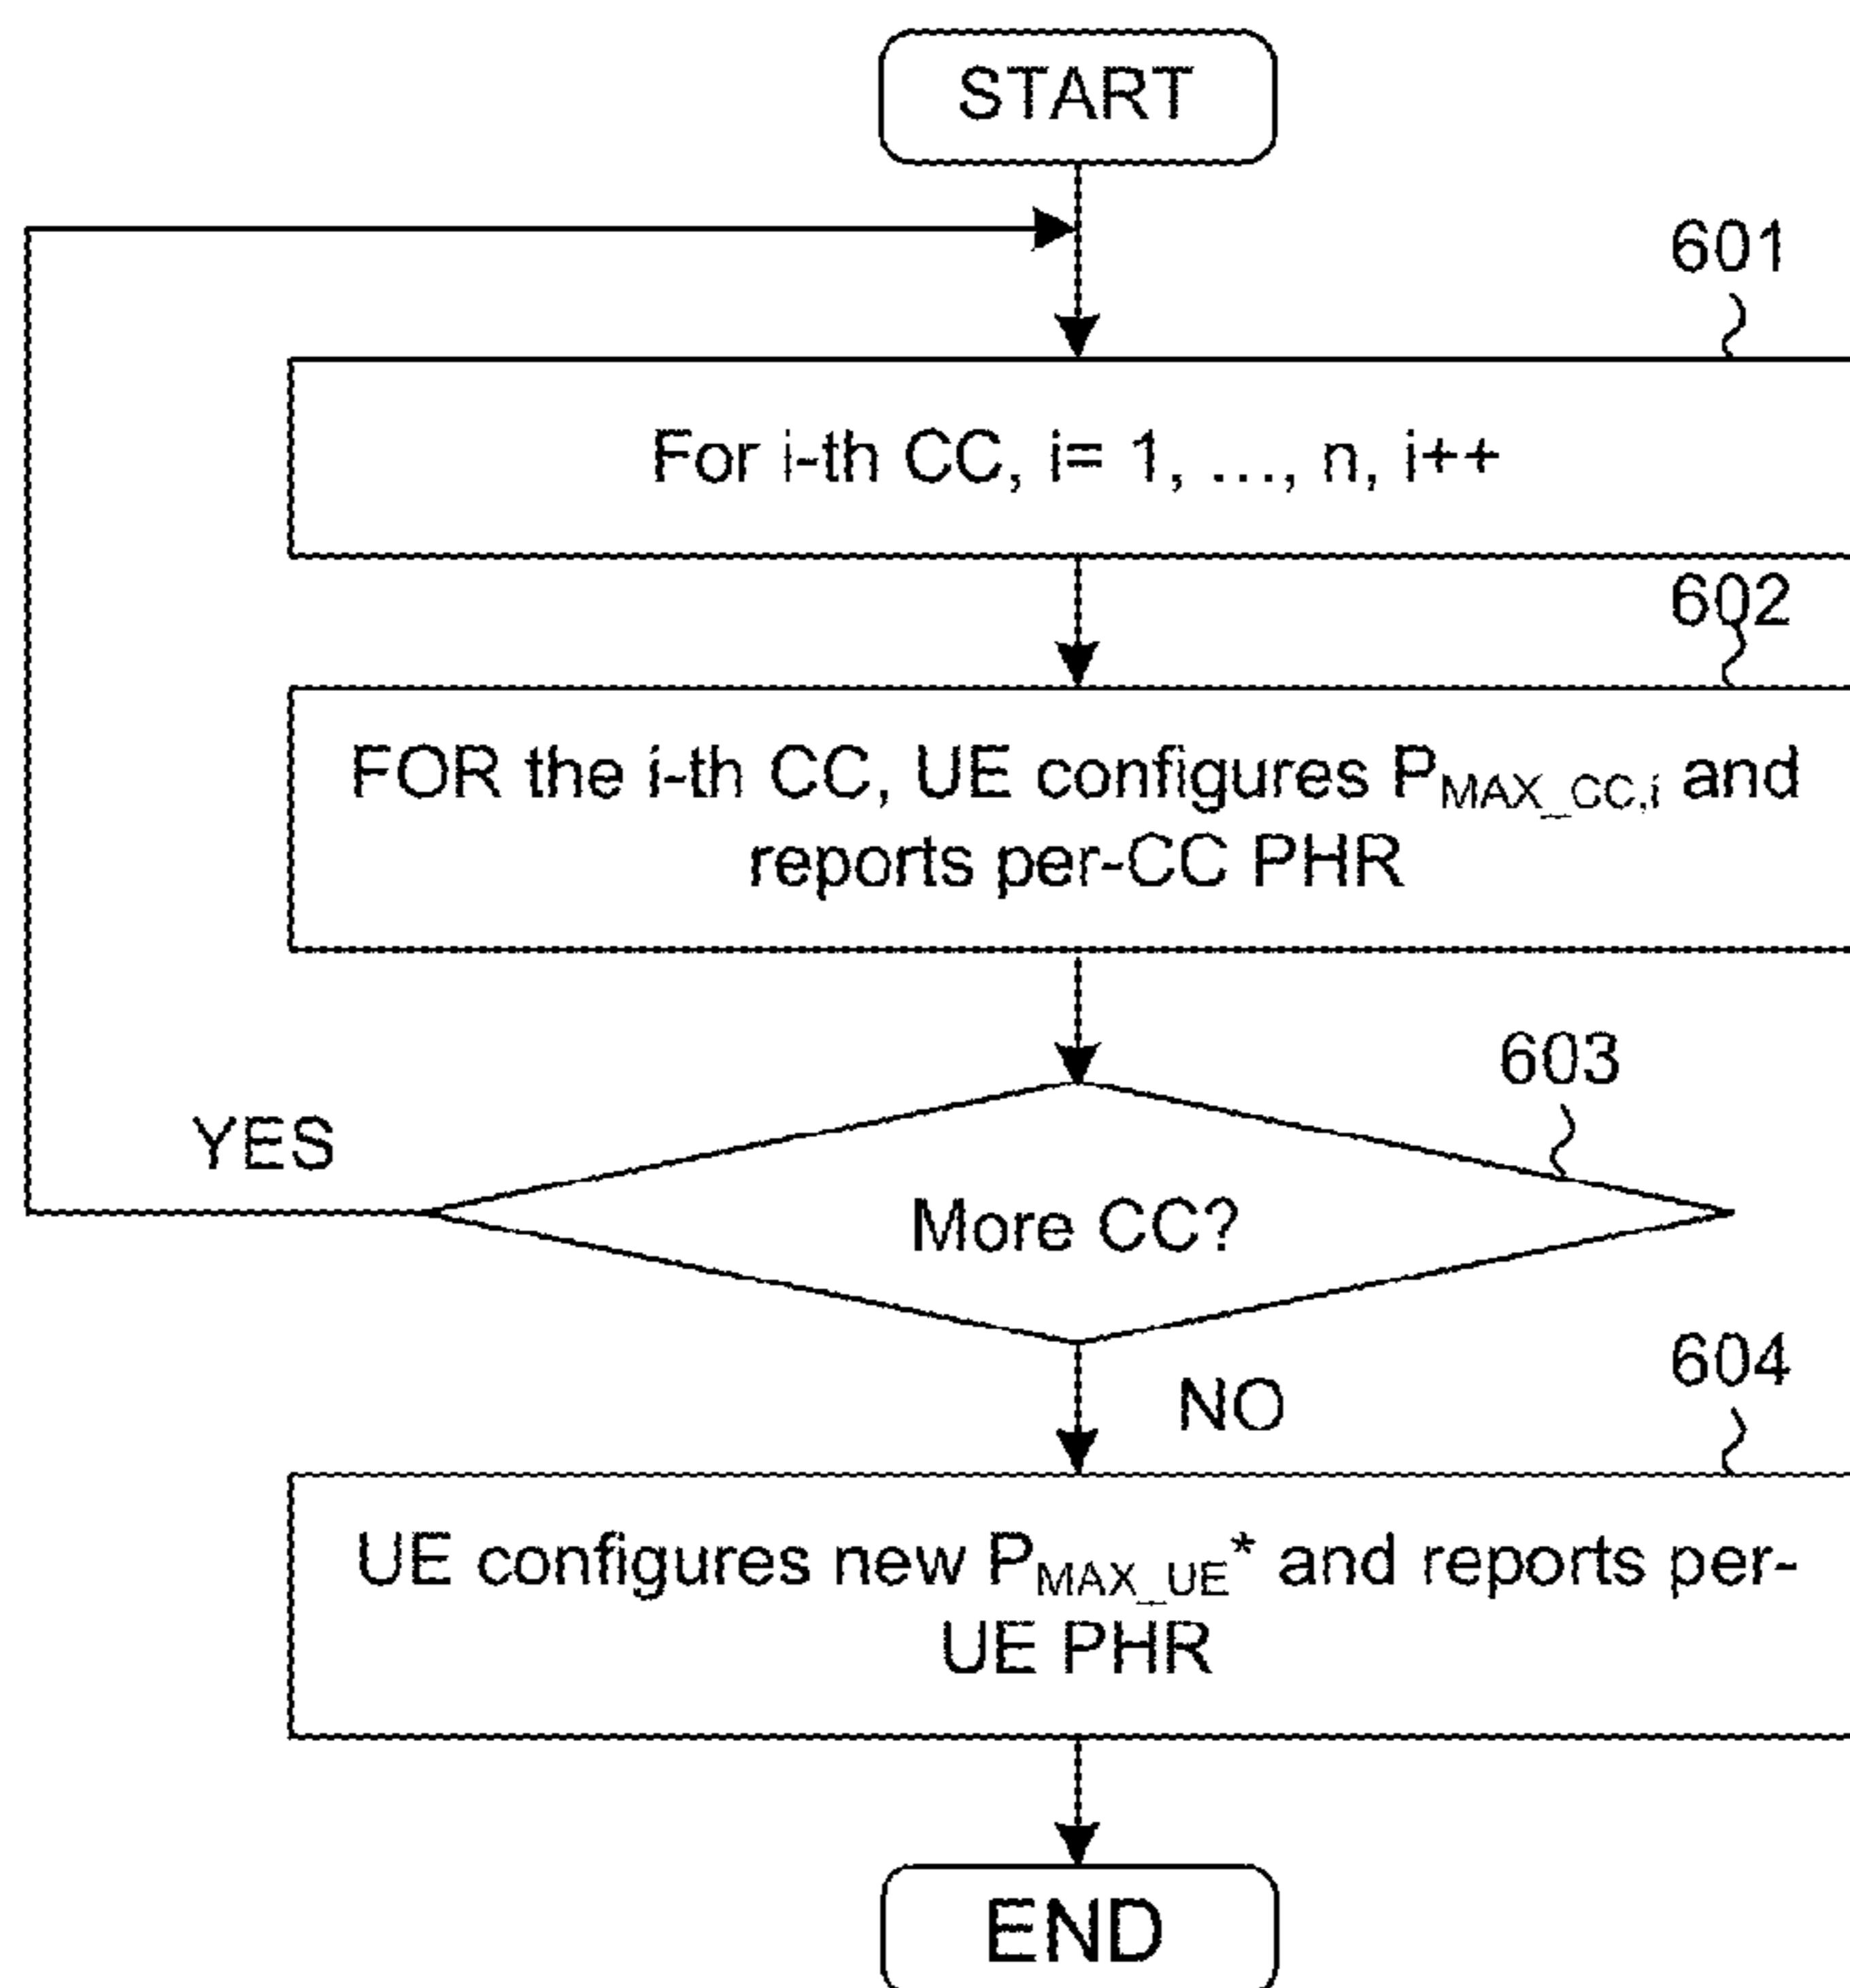 START
601
For i-th CC, i= 1, ..., n, i++
602
FOR the i-th CC, UE configures P_MAX_CC,i and
reports per-CC PHR
603
YES
More CC?
NO
604
UE configures new P_MAX_UE* and reports per-
UE PHR
END